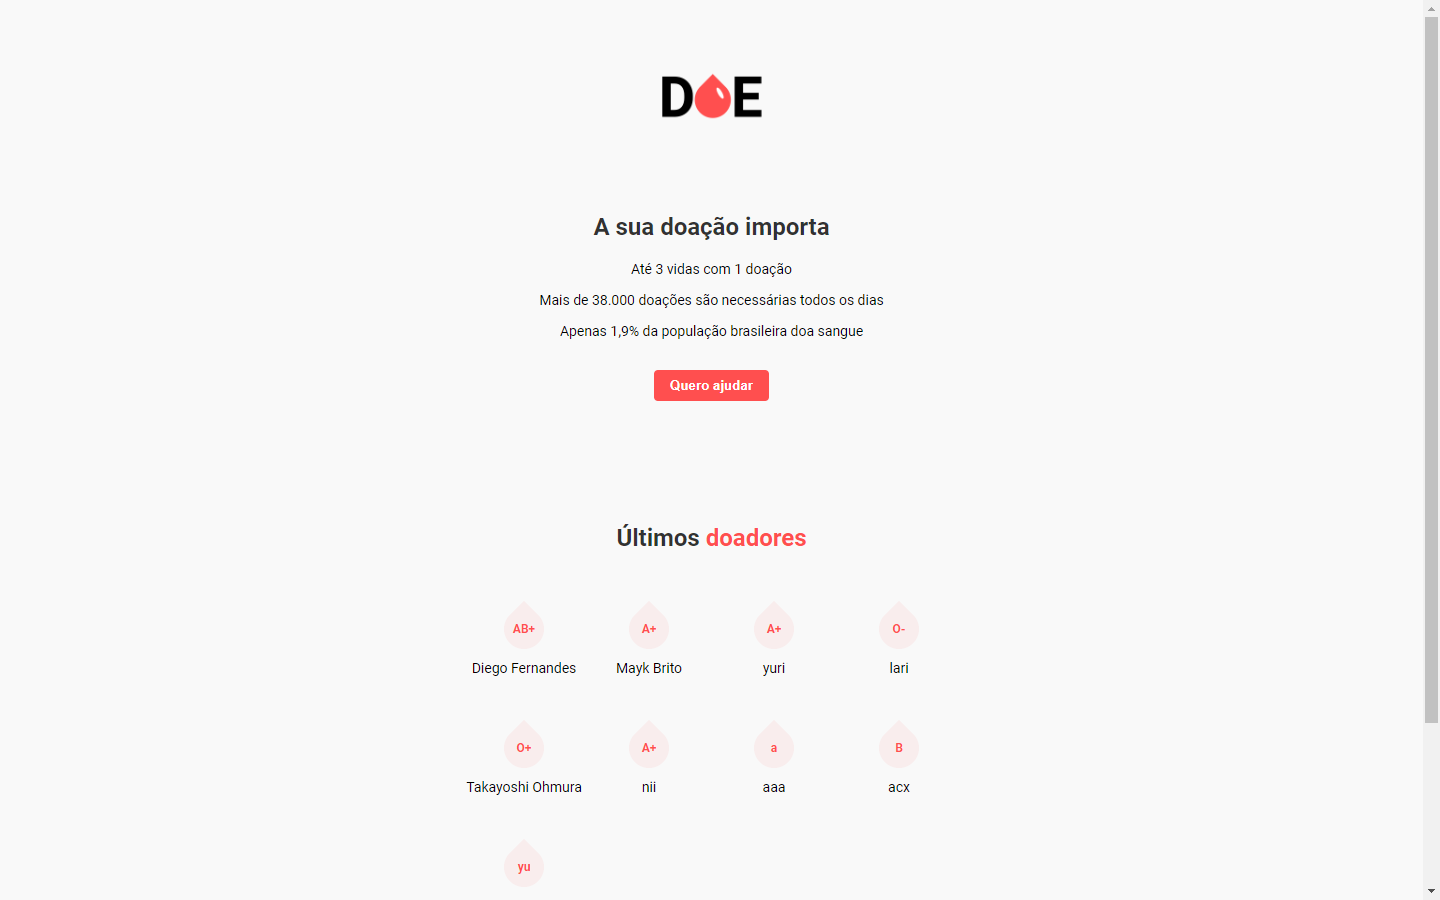 DOE
A sua doação importa
Até 3 vidas com 1 doação
Mais de 38.000 doações são necessárias todos os dias
Apenas 1,9% da população brasileira doa sangue
Quero ajudar
Últimos doadores
AB+ A+ A+ O-
Diego Fernandes Mayk Brito yuri lari
O+ A+ a B
Takayoshi Ohmura nii aaa acx
yu